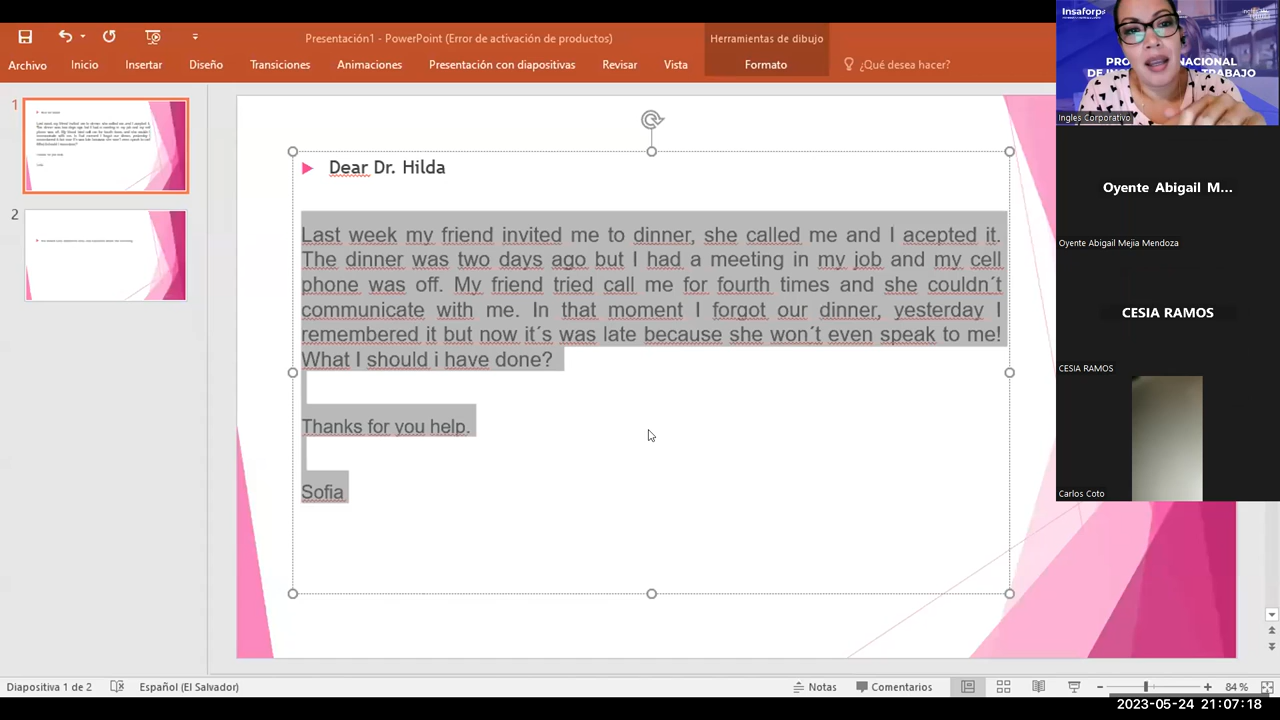 Presentación1 - PowerPoint (Error de activación de productos)
Herramientas de dibujo
Archivo Inicio Insertar Diseño Transiciones Animaciones Presentación con diapositivas Revisar Vista Formato ¿Qué desea hacer?
1
2
Dear Dr. Hilda
Last week my friend invited me to dinner, she called me and I acepted it.
The dinner was two days ago but I had a meeting in my job and my cell
phone was off. My friend tried call me for fourth times and she couldn´t
communicate with me. In that moment I forgot our dinner, yesterday I
remembered it but now it´s was late because she won´t even speak to me!
What I should i have done?
Thanks for you help.
Sofia
Insaforp
Ingles Corporativo
Oyente Abigail M...
Oyente Abigail Mejia Mendoza
CESIA RAMOS
CESIA RAMOS
Carlos Coto
Diapositiva 1 de 2 Español (El Salvador) Notas Comentarios 84 %
2023-05-24 21:07:18